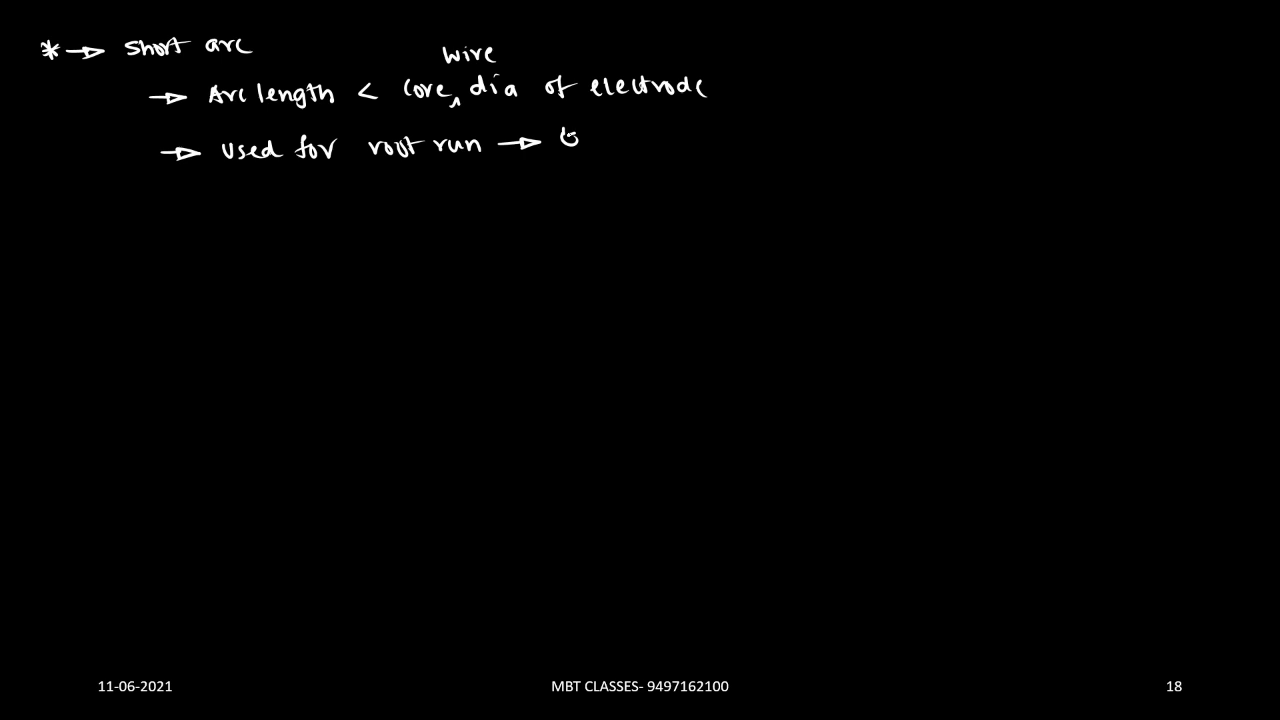 * → short arc
wire
→ Arc length < core ‸ dia of electrode
→ used for root run →
11-06-2021
MBT CLASSES- 9497162100
18